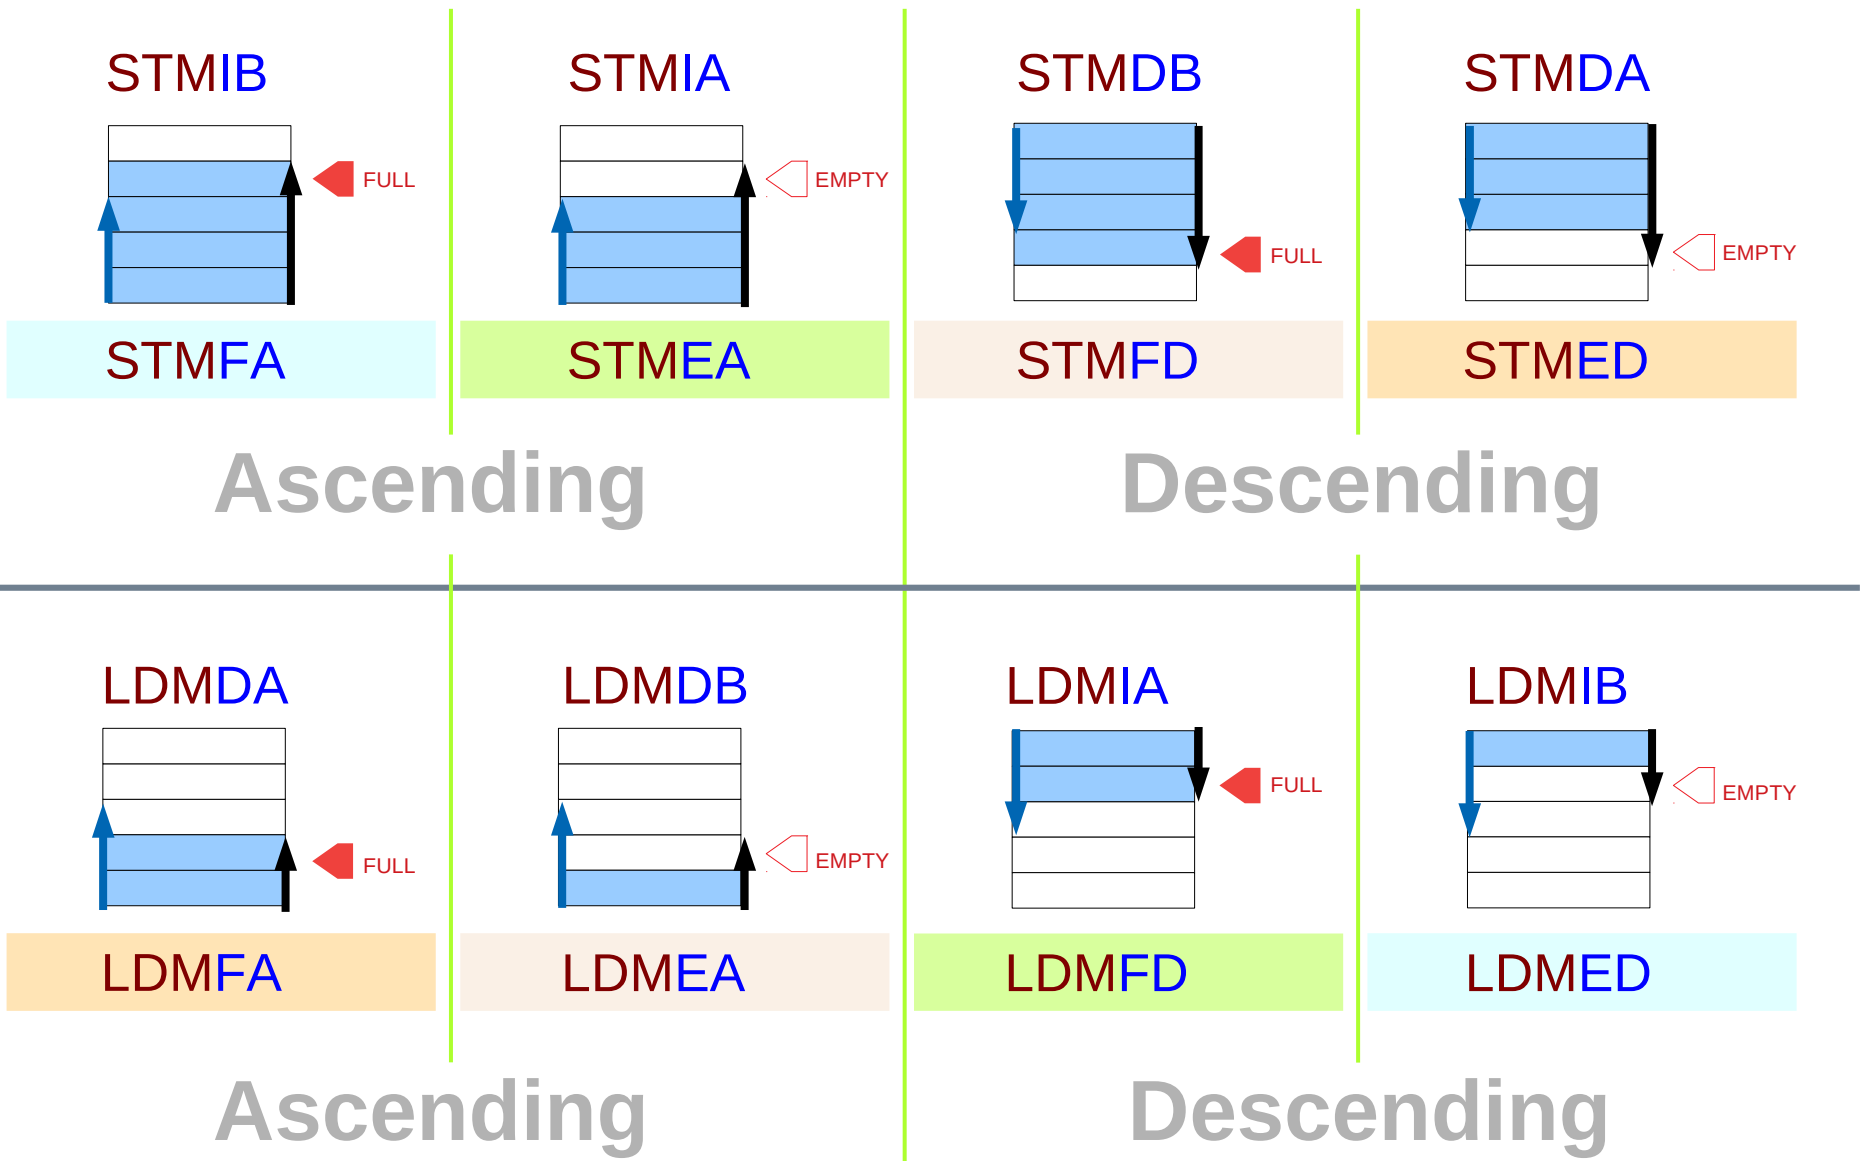 STMIB
STMIA
STMDB
STMDA
FULL
EMPTY
FULL
EMPTY
STMFA
STMEA
STMFD
STMED
Ascending
Descending
LDMDA
LDMDB
LDMIA
LDMIB
FULL
EMPTY
FULL
EMPTY
LDMFA
LDMEA
LDMFD
LDMED
Ascending
Descending